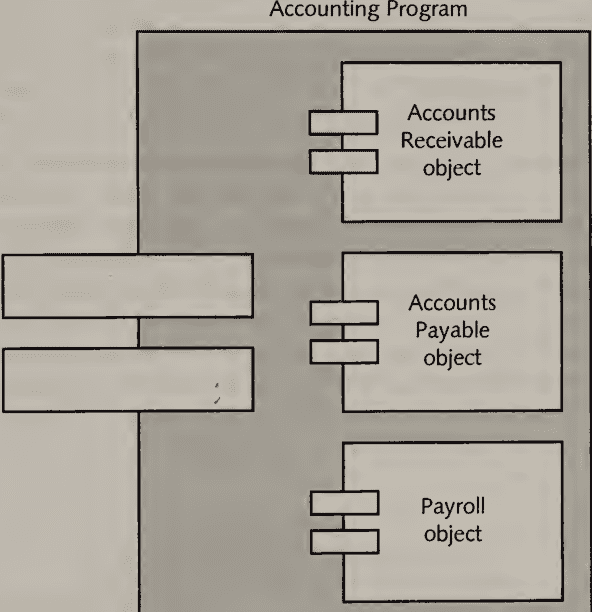 Accounting Program
Accounts
Receivable
object
Accounts
Payable
object
Payroll
object